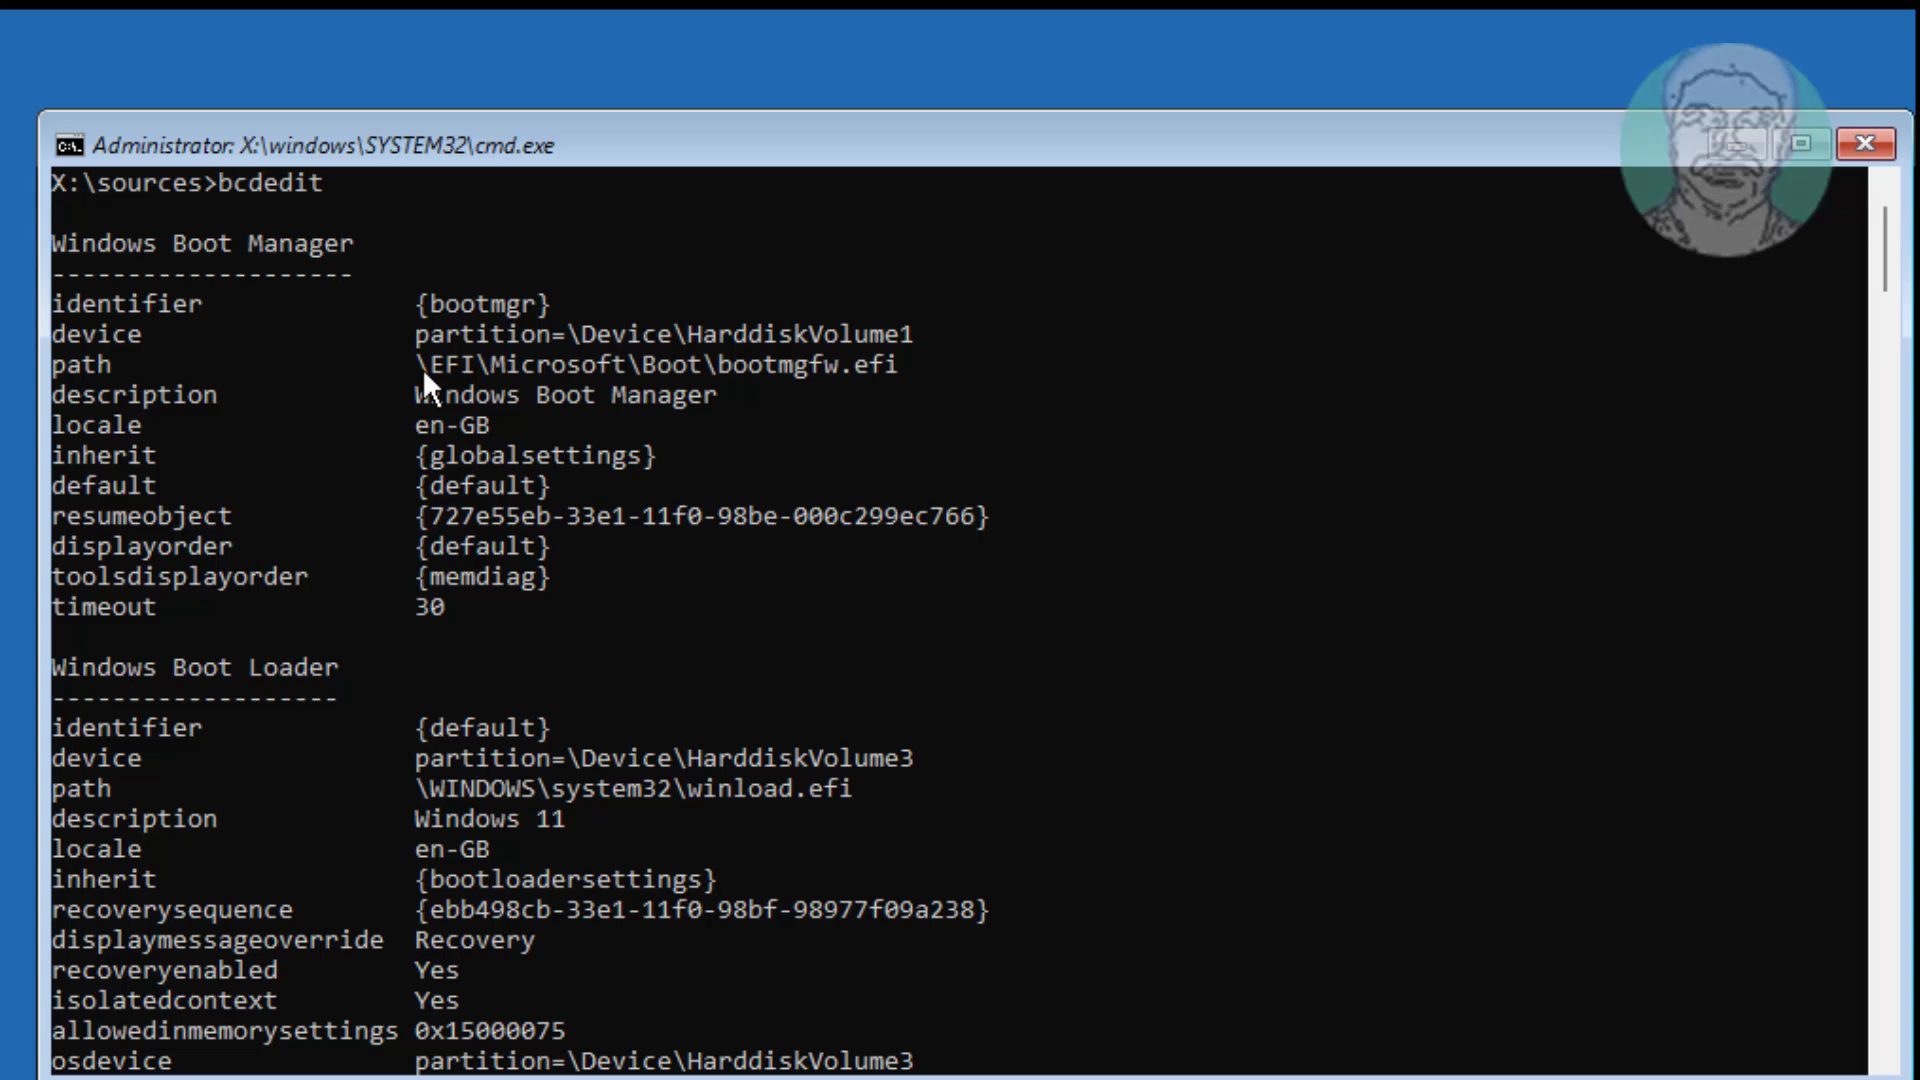 Administrator: X:\windows\SYSTEM32\cmd.exe
X:\sources>bcdedit
Windows Boot Manager
--------------------
identifier              {bootmgr}
device                  partition=\Device\HarddiskVolume1
path                    \EFI\Microsoft\Boot\bootmgfw.efi
description             Windows Boot Manager
locale                  en-GB
inherit                 {globalsettings}
default                 {default}
resumeobject            {727e55eb-33e1-11f0-98be-000c299ec766}
displayorder            {default}
toolsdisplayorder       {memdiag}
timeout                 30
Windows Boot Loader
-------------------
identifier              {default}
device                  partition=\Device\HarddiskVolume3
path                    \WINDOWS\system32\winload.efi
description             Windows 11
locale                  en-GB
inherit                 {bootloadersettings}
recoverysequence        {ebb498cb-33e1-11f0-98bf-98977f09a238}
displaymessageoverride  Recovery
recoveryenabled         Yes
isolatedcontext         Yes
allowedinmemorysettings 0x15000075
osdevice                partition=\Device\HarddiskVolume3